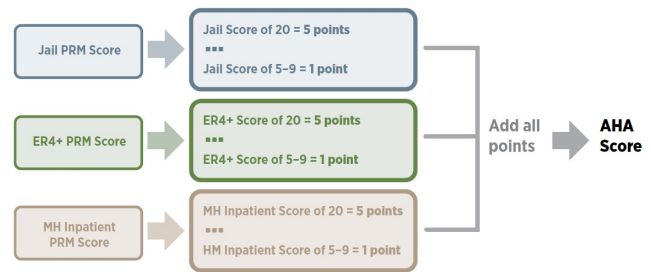 Jail PRM Score
Jail Score of 20 = 5 points
...
Jail Score of 5–9 = 1 point
ER4+ PRM Score
ER4+ Score of 20 = 5 points
...
ER4+ Score of 5–9 = 1 point
MH Inpatient
PRM Score
MH Inpatient Score of 20 = 5 points
...
HM Inpatient Score of 5–9 = 1 point
Add all
points
AHA
Score